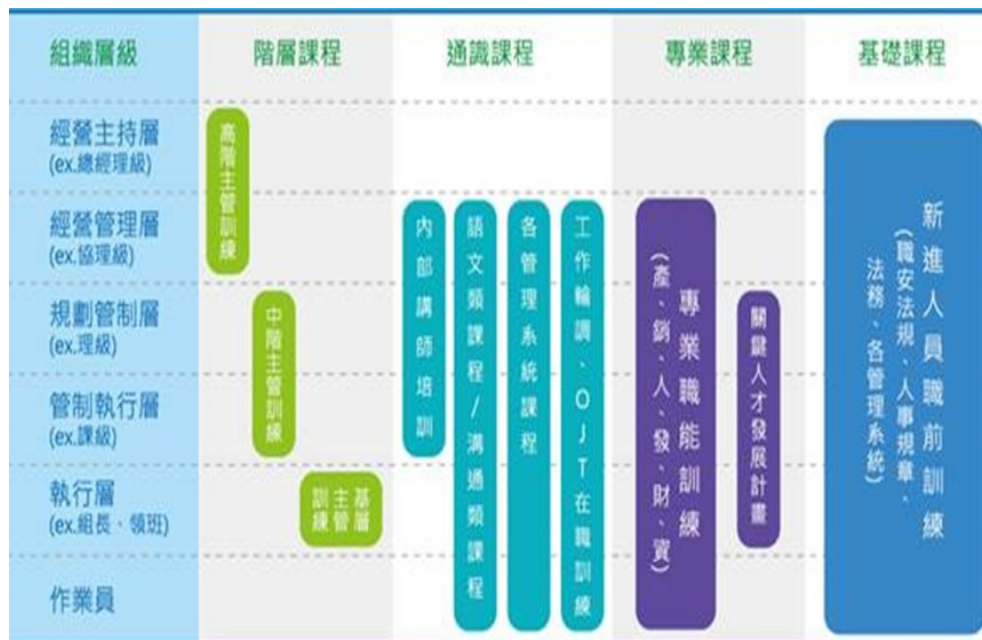 組織層級
階層課程
通識課程
專業課程
基礎課程
經營主持層
(ex.總經理級)
經營管理層
(ex.協理級)
規劃管制層
(ex.理級)
管制執行層
(ex.課級)
執行層
(ex.組長、領班)
作業員
高階主管訓練
中階主管訓練
基層
主管
訓練
內部講師培訓
語文類課程/溝通類課程
各管理系統課程
工作輪調、OJT在職訓練
專業職能訓練
(產、銷、人、發、財、資)
關鍵人才發展計畫
新進人員職前訓練
(職安法規、人事規章、
法務、各管理系統)